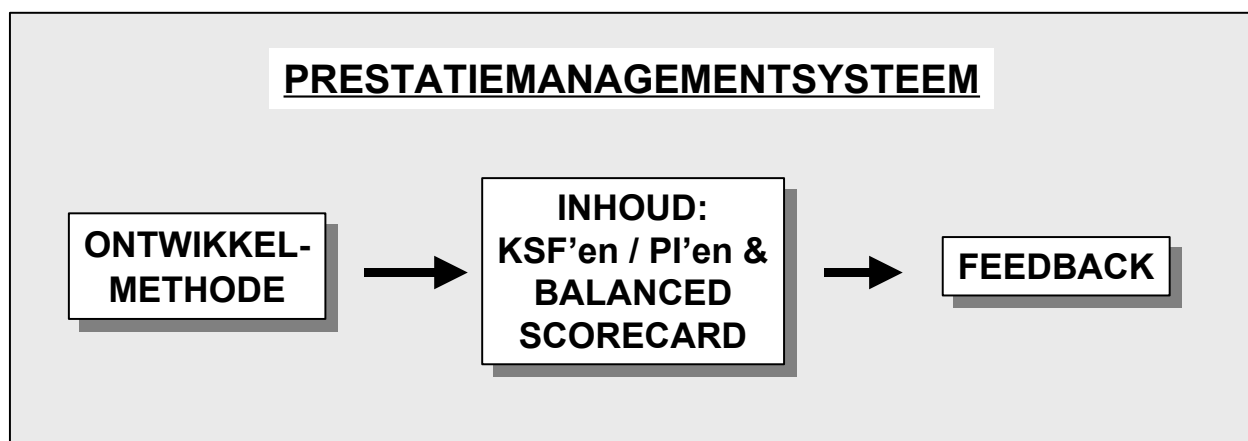 PRESTATIEMANAGEMENTSYSTEEM
ONTWIKKEL-
METHODE
INHOUD:
KSF’en / PI’en &
BALANCED
SCORECARD
FEEDBACK